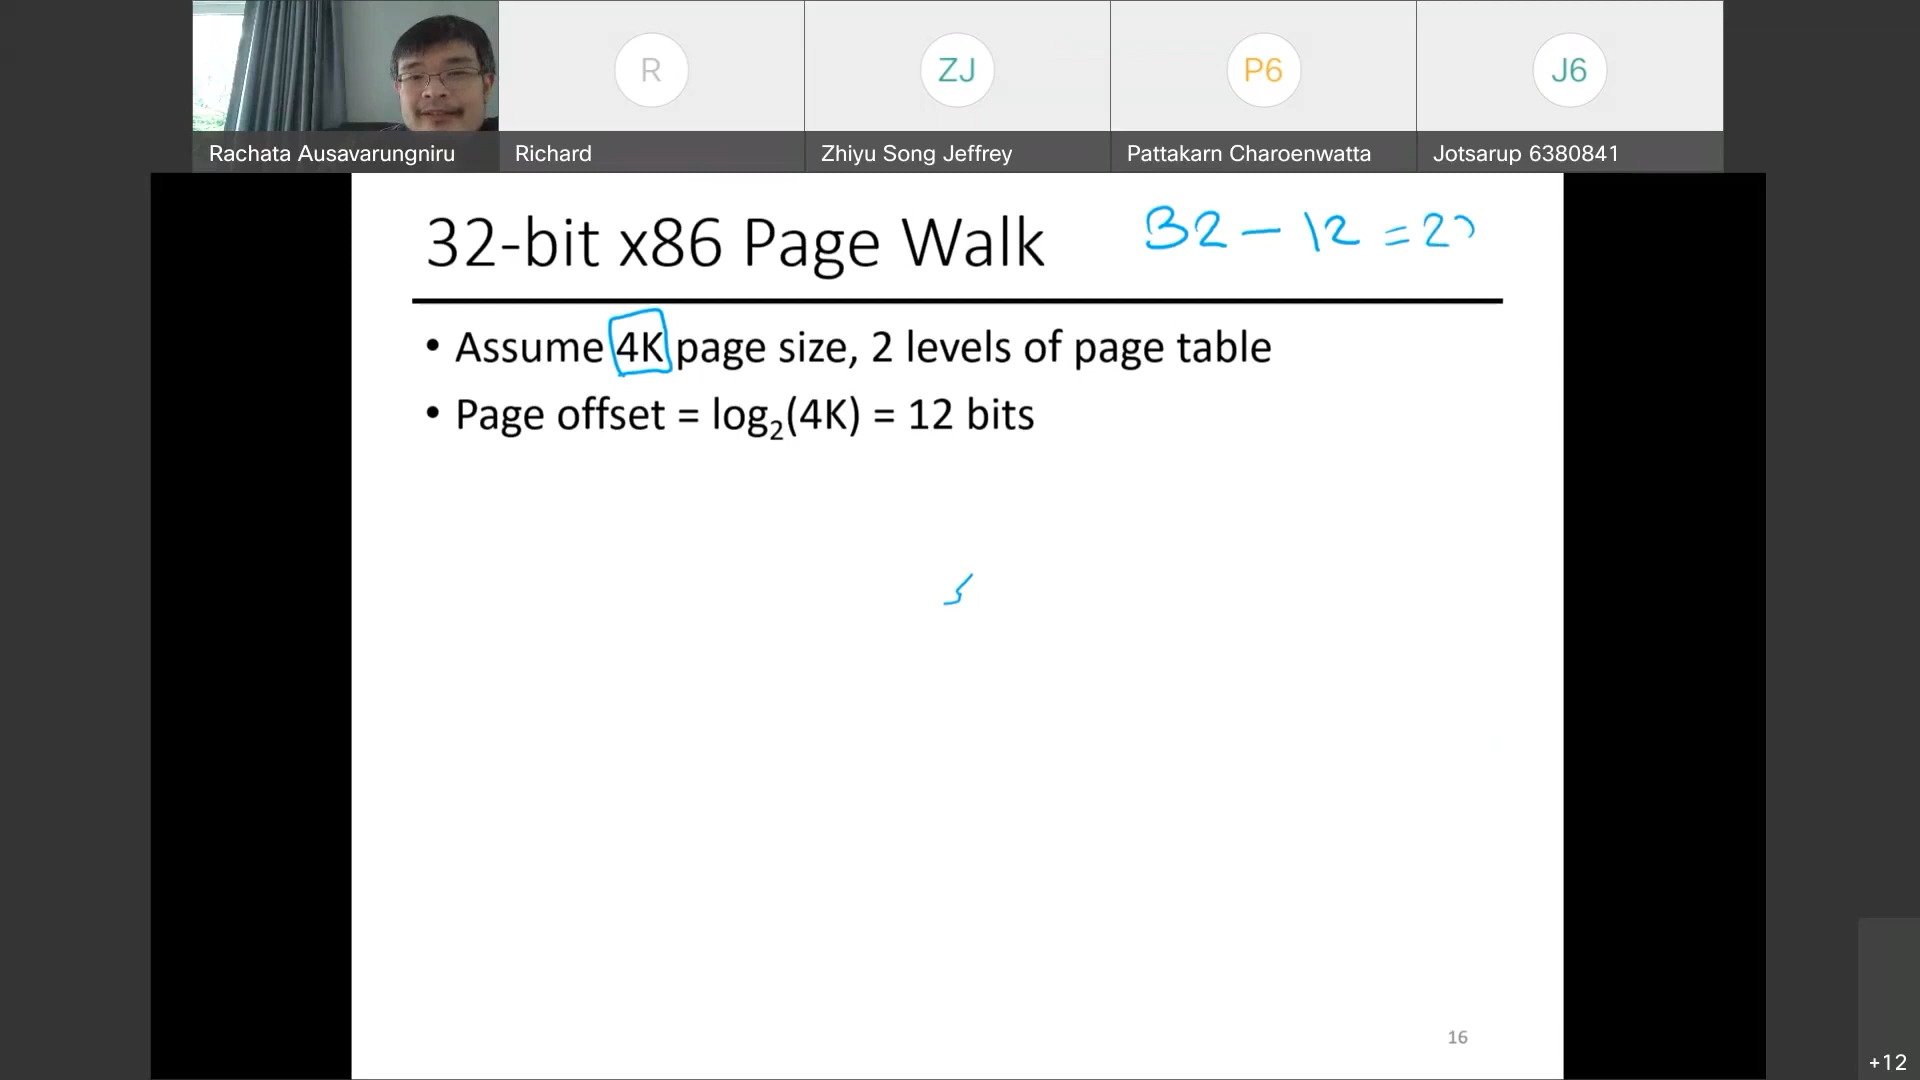 R
ZJ
P6
J6
Rachata Ausavarungniru
Richard
Zhiyu Song Jeffrey
Pattakarn Charoenwatta
Jotsarup 6380841
32-bit x86 Page Walk
32 - 12 = 2
• Assume 4K page size, 2 levels of page table
• Page offset = log₂(4K) = 12 bits
16
+12